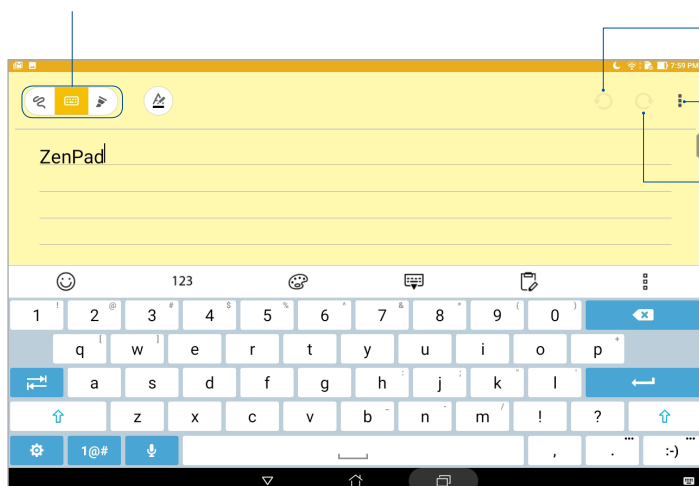 7:59 PM
ZenPad
123
1 ! 2 @ 3 # 4 $ 5 % 6 ^ 7 & 8 * 9 ( 0 )
q [ w ] e r t y u i o p +
a s d f g h : j ; k " l '
z x c v b - n - m / ! ?
1@# , . ... :-) ...